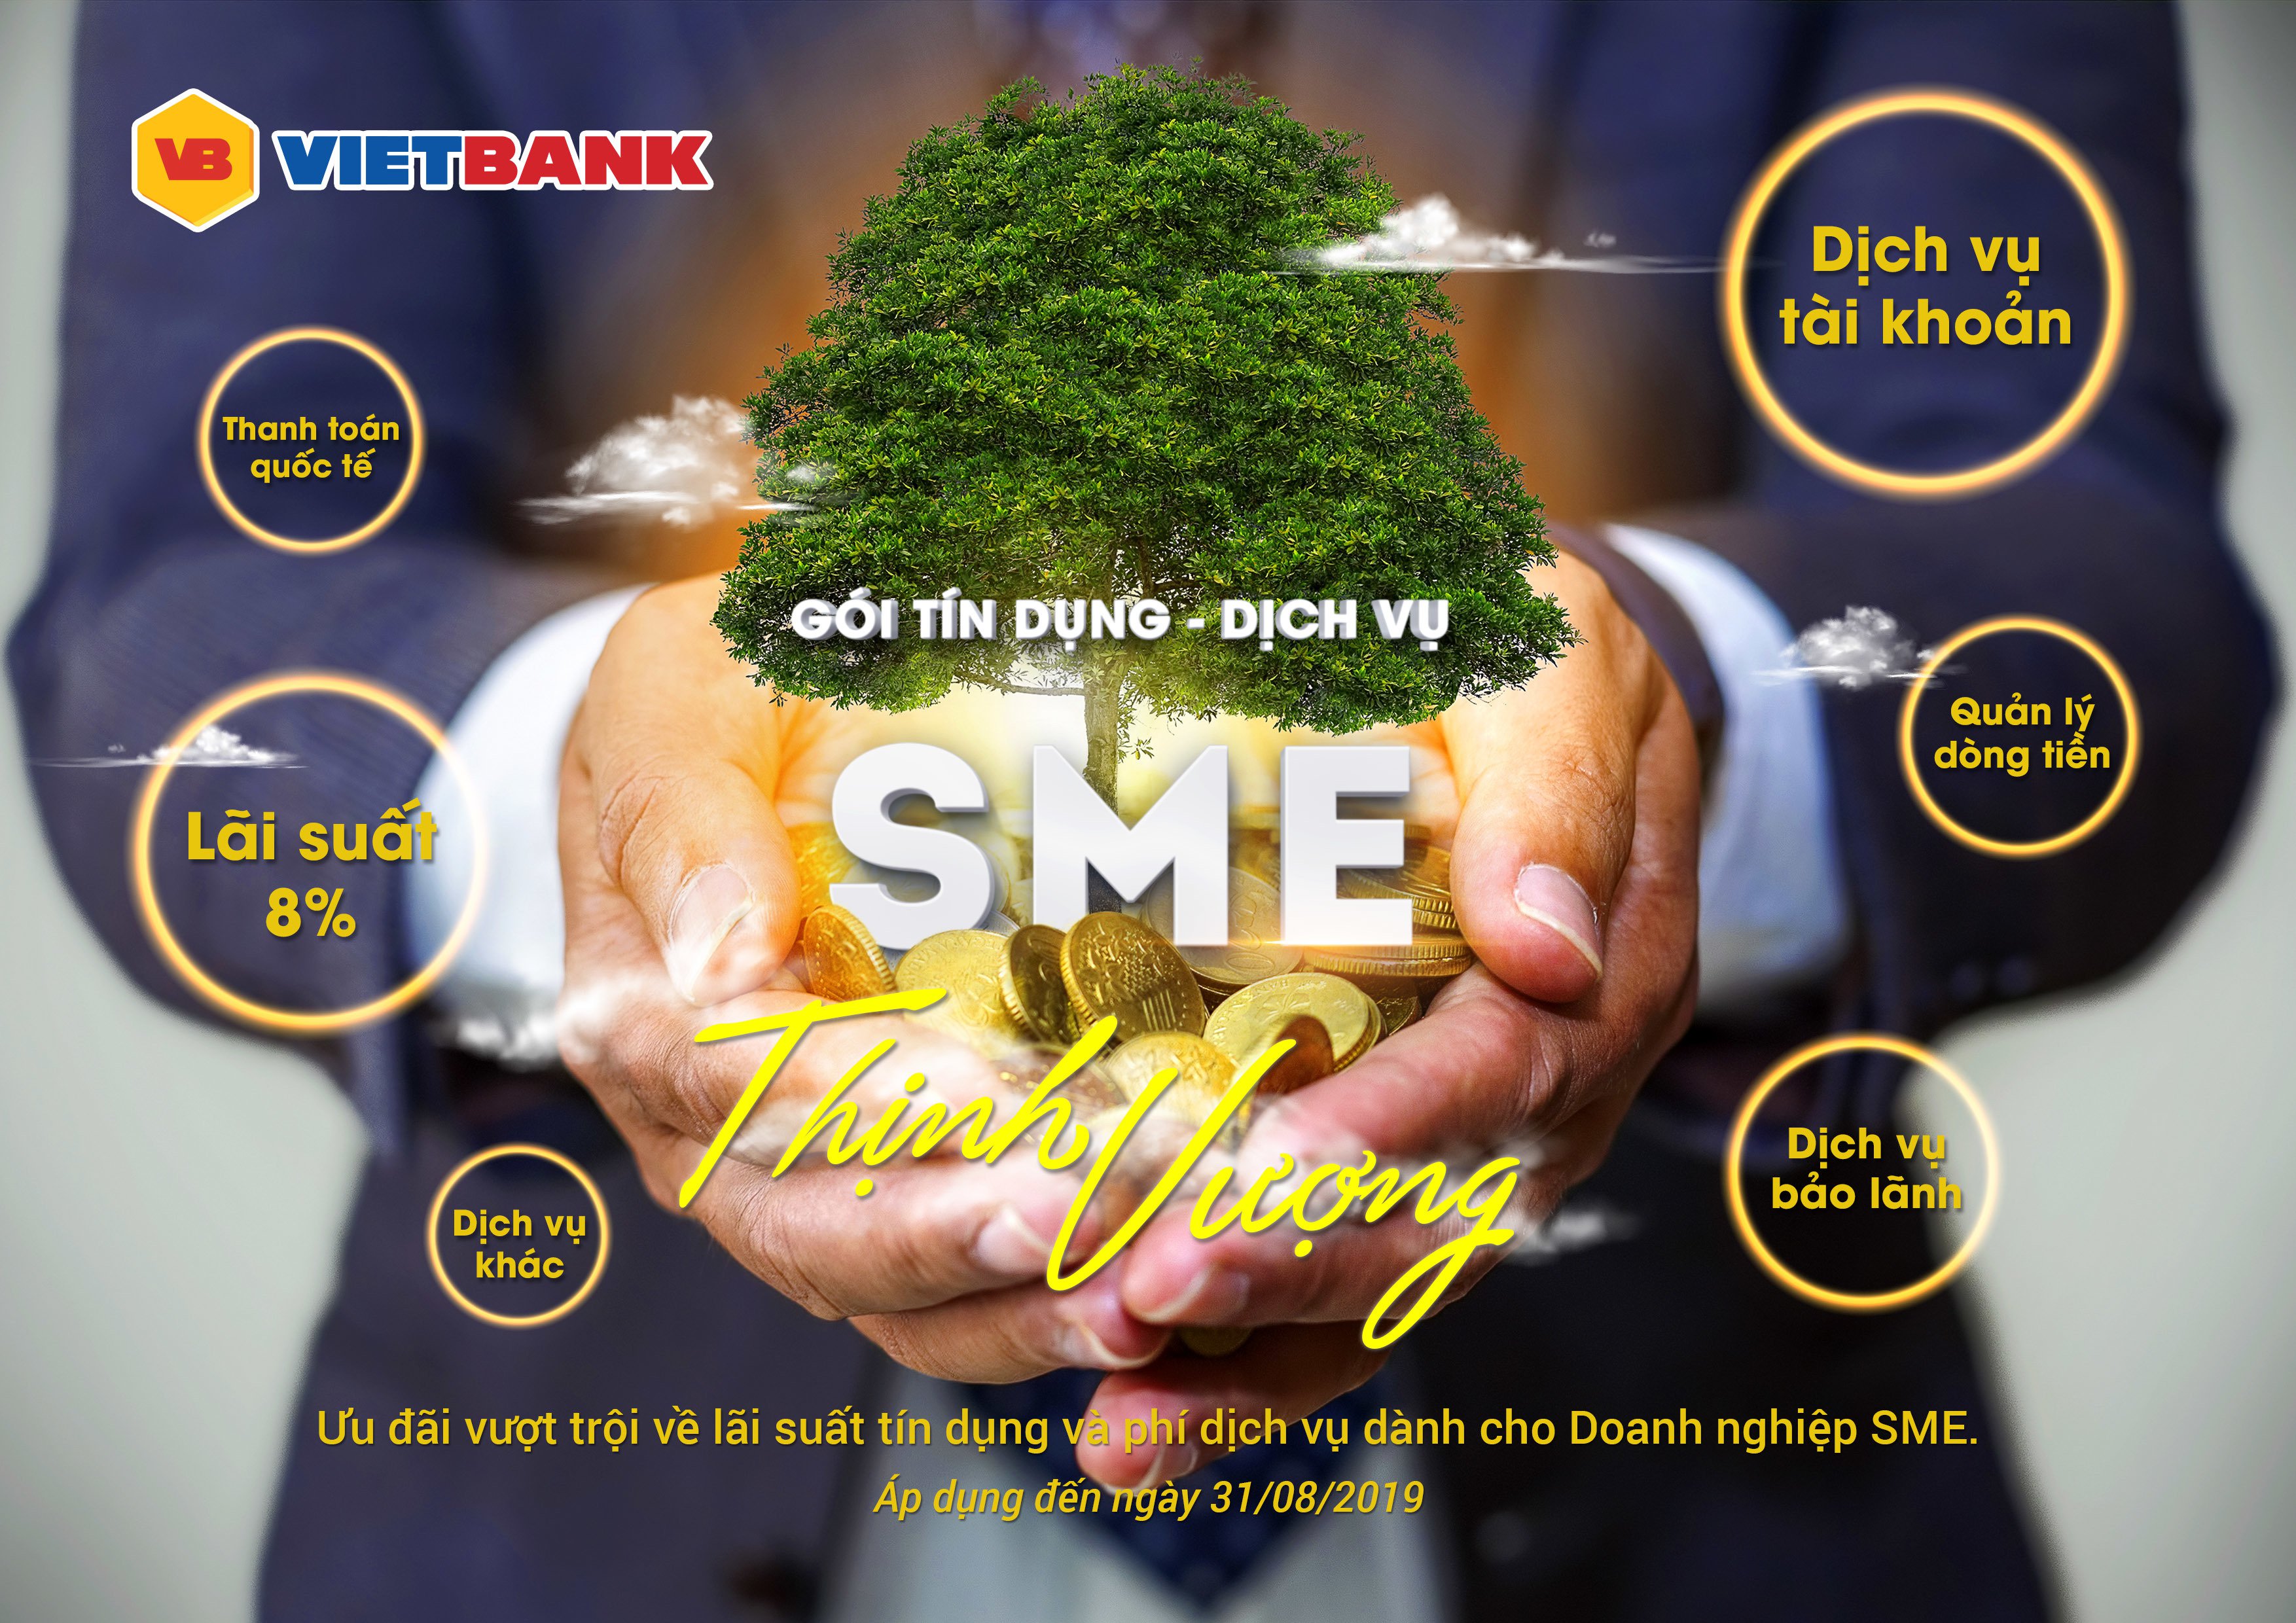 VB VIETBANK
Dịch vụ
tài khoản
Thanh toán
quốc tế
GÓI TÍN DỤNG - DỊCH VỤ
SME
Thịnh Vượng
Quản lý
dòng tiền
Lãi suất
8%
Dịch vụ
bảo lãnh
Dịch vụ
khác
Ưu đãi vượt trội về lãi suất tín dụng và phí dịch vụ dành cho Doanh nghiệp SME.
Áp dụng đến ngày 31/08/2019